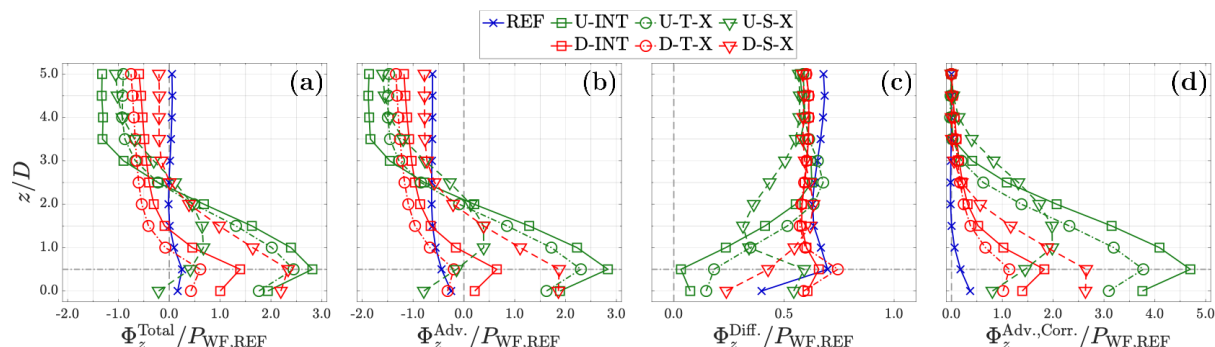 REF U-INT U-T-X U-S-X
D-INT D-T-X D-S-X
(a) (b) (c) (d)
z/D
5.0
4.5
4.0
3.5
3.0
2.5
2.0
1.5
1.0
0.5
0.0
-2.0 -1.0 0.0 1.0 2.0 3.0
-2.0 -1.0 0.0 1.0 2.0 3.0
0.0 0.5 1.0
0.0 1.0 2.0 3.0 4.0 5.0
Φ_z^Total/P_WF,REF
Φ_z^Adv./P_WF,REF
Φ_z^Diff./P_WF,REF
Φ_z^Adv.,Corr./P_WF,REF